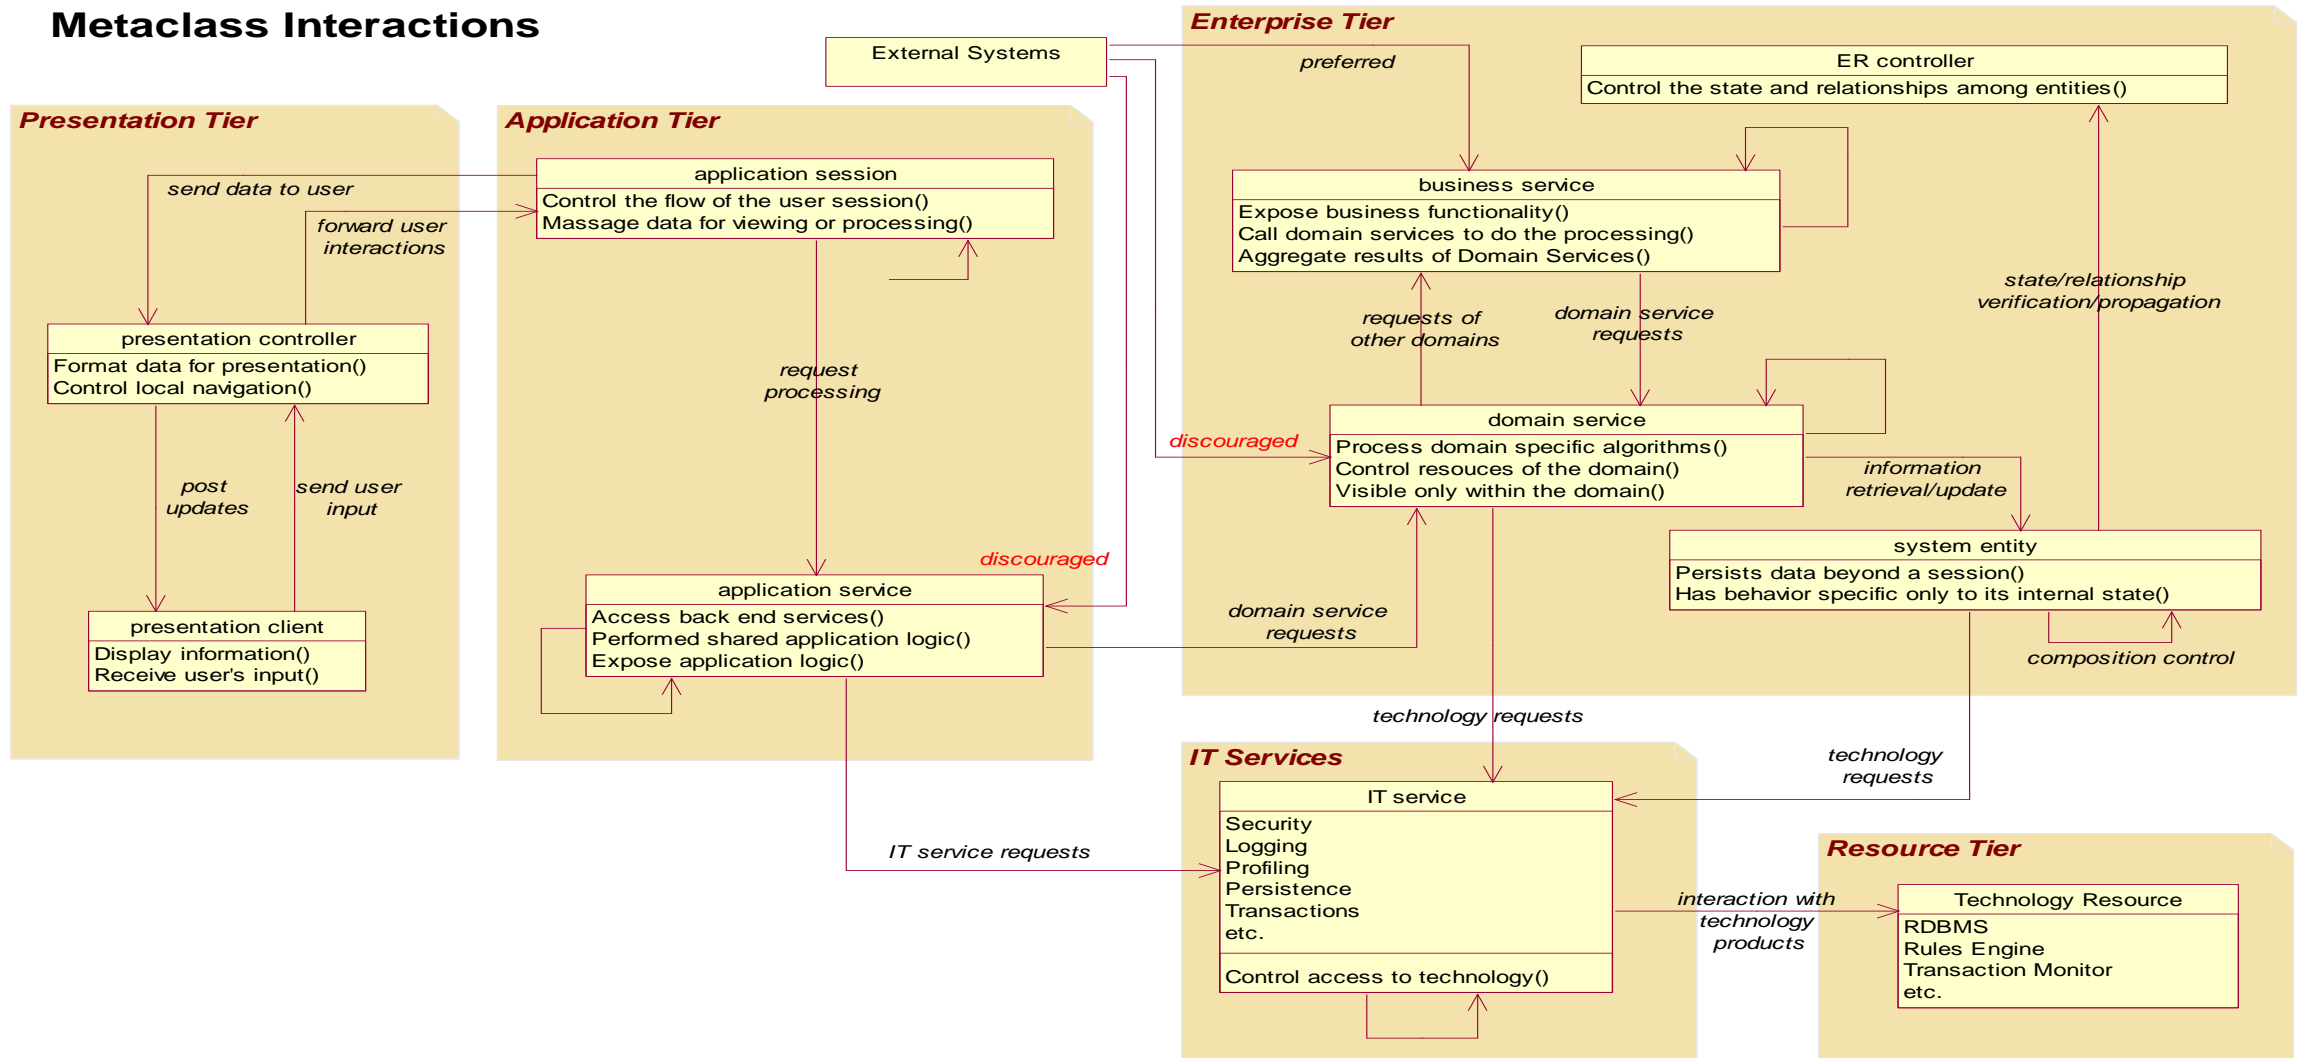 Metaclass Interactions
External Systems
Presentation Tier
send data to user
forward user
interactions
presentation controller
Format data for presentation()
Control local navigation()
post
updates
send user
input
presentation client
Display information()
Receive user's input()
Application Tier
application session
Control the flow of the user session()
Massage data for viewing or processing()
request
processing
discouraged
application service
Access back end services()
Performed shared application logic()
Expose application logic()
Enterprise Tier
preferred
ER controller
Control the state and relationships among entities()
business service
Expose business functionality()
Call domain services to do the processing()
Aggregate results of Domain Services()
state/relationship
verification/propagation
requests of
other domains
domain service
requests
discouraged
domain service
Process domain specific algorithms()
Control resouces of the domain()
Visible only within the domain()
information
retrieval/update
system entity
Persists data beyond a session()
Has behavior specific only to its internal state()
composition control
domain service
requests
technology requests
technology
requests
IT service requests
IT Services
IT service
Security
Logging
Profiling
Persistence
Transactions
etc.
Control access to technology()
interaction with
technology
products
Resource Tier
Technology Resource
RDBMS
Rules Engine
Transaction Monitor
etc.